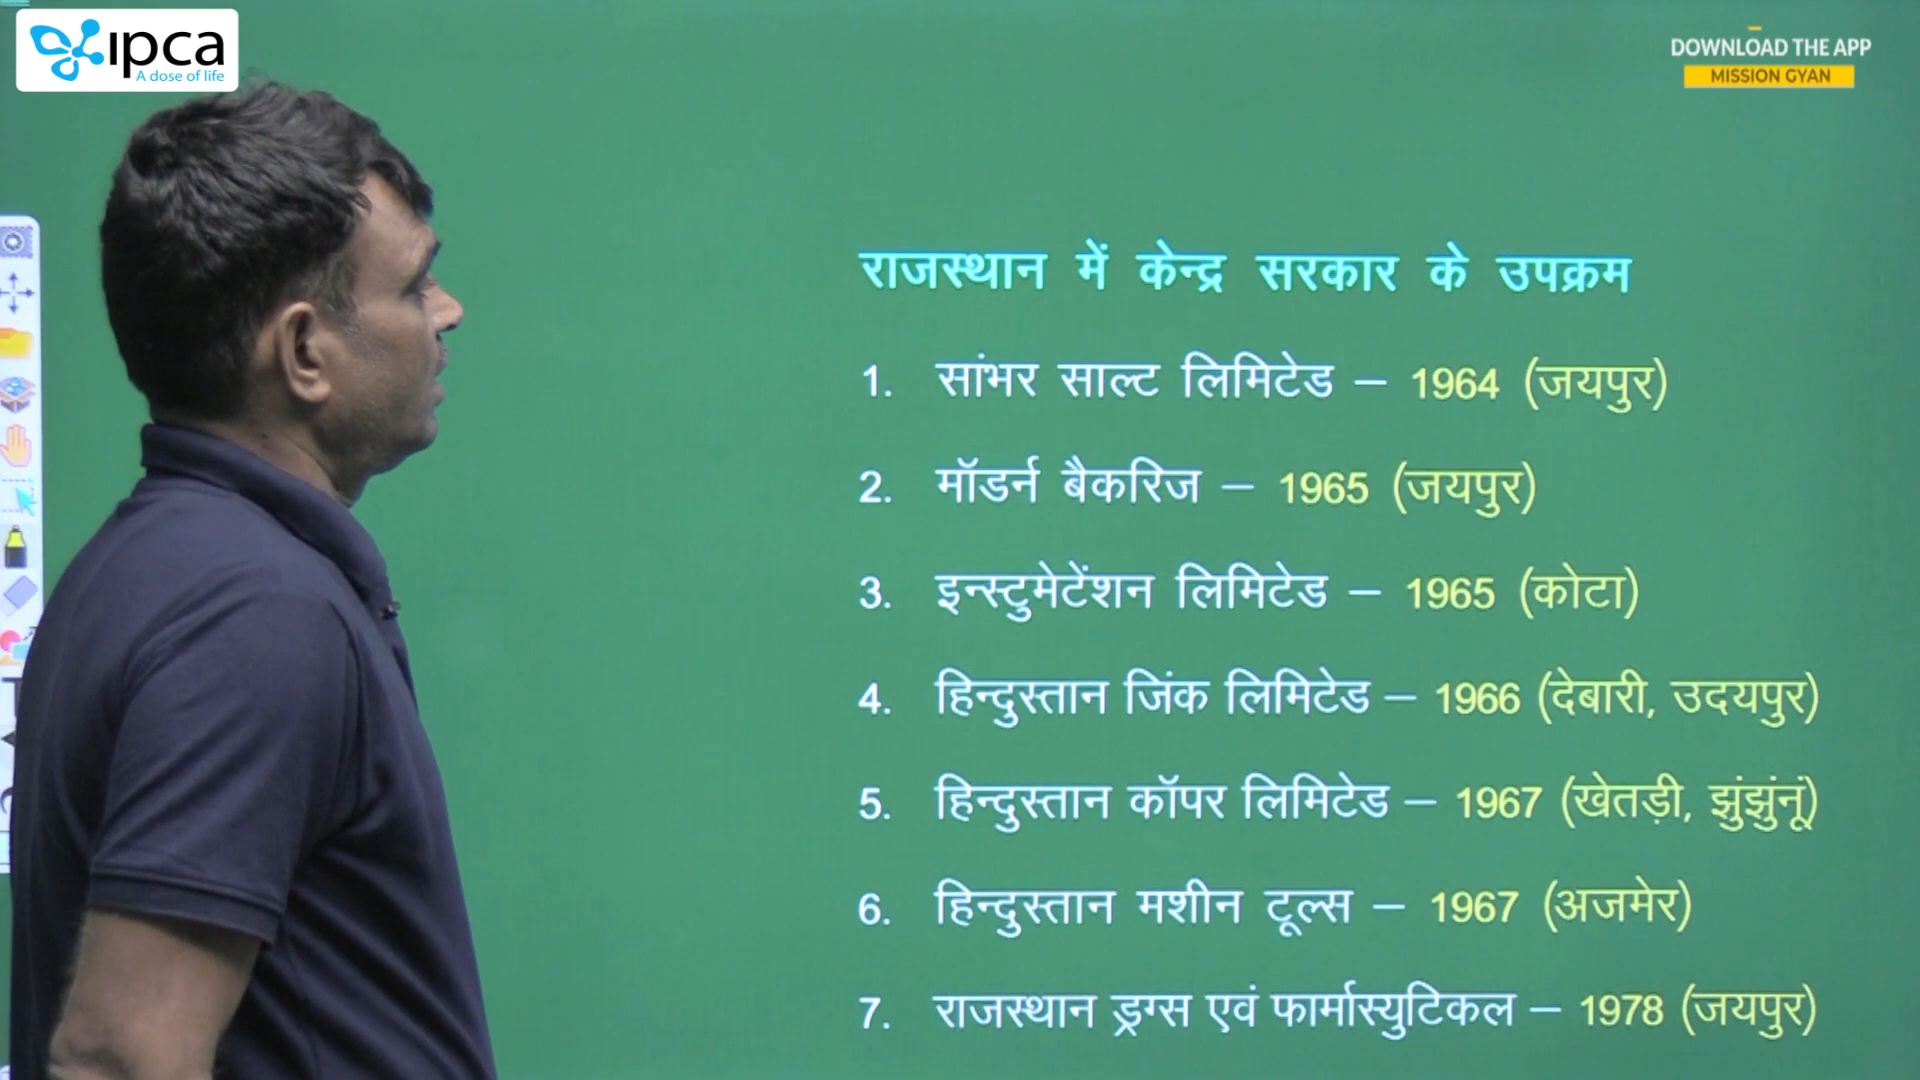 ipca
A dose of life
DOWNLOAD THE APP
MISSION GYAN
राजस्थान में केन्द्र सरकार के उपक्रम
1. सांभर साल्ट लिमिटेड – 1964 (जयपुर)
2. मॉडर्न बैकरिज – 1965 (जयपुर)
3. इन्स्टुमेटेंशन लिमिटेड – 1965 (कोटा)
4. हिन्दुस्तान जिंक लिमिटेड – 1966 (देबारी, उदयपुर)
5. हिन्दुस्तान कॉपर लिमिटेड – 1967 (खेतड़ी, झुंझुंनूं)
6. हिन्दुस्तान मशीन टूल्स – 1967 (अजमेर)
7. राजस्थान ड्रग्स एवं फार्मास्युटिकल – 1978 (जयपुर)